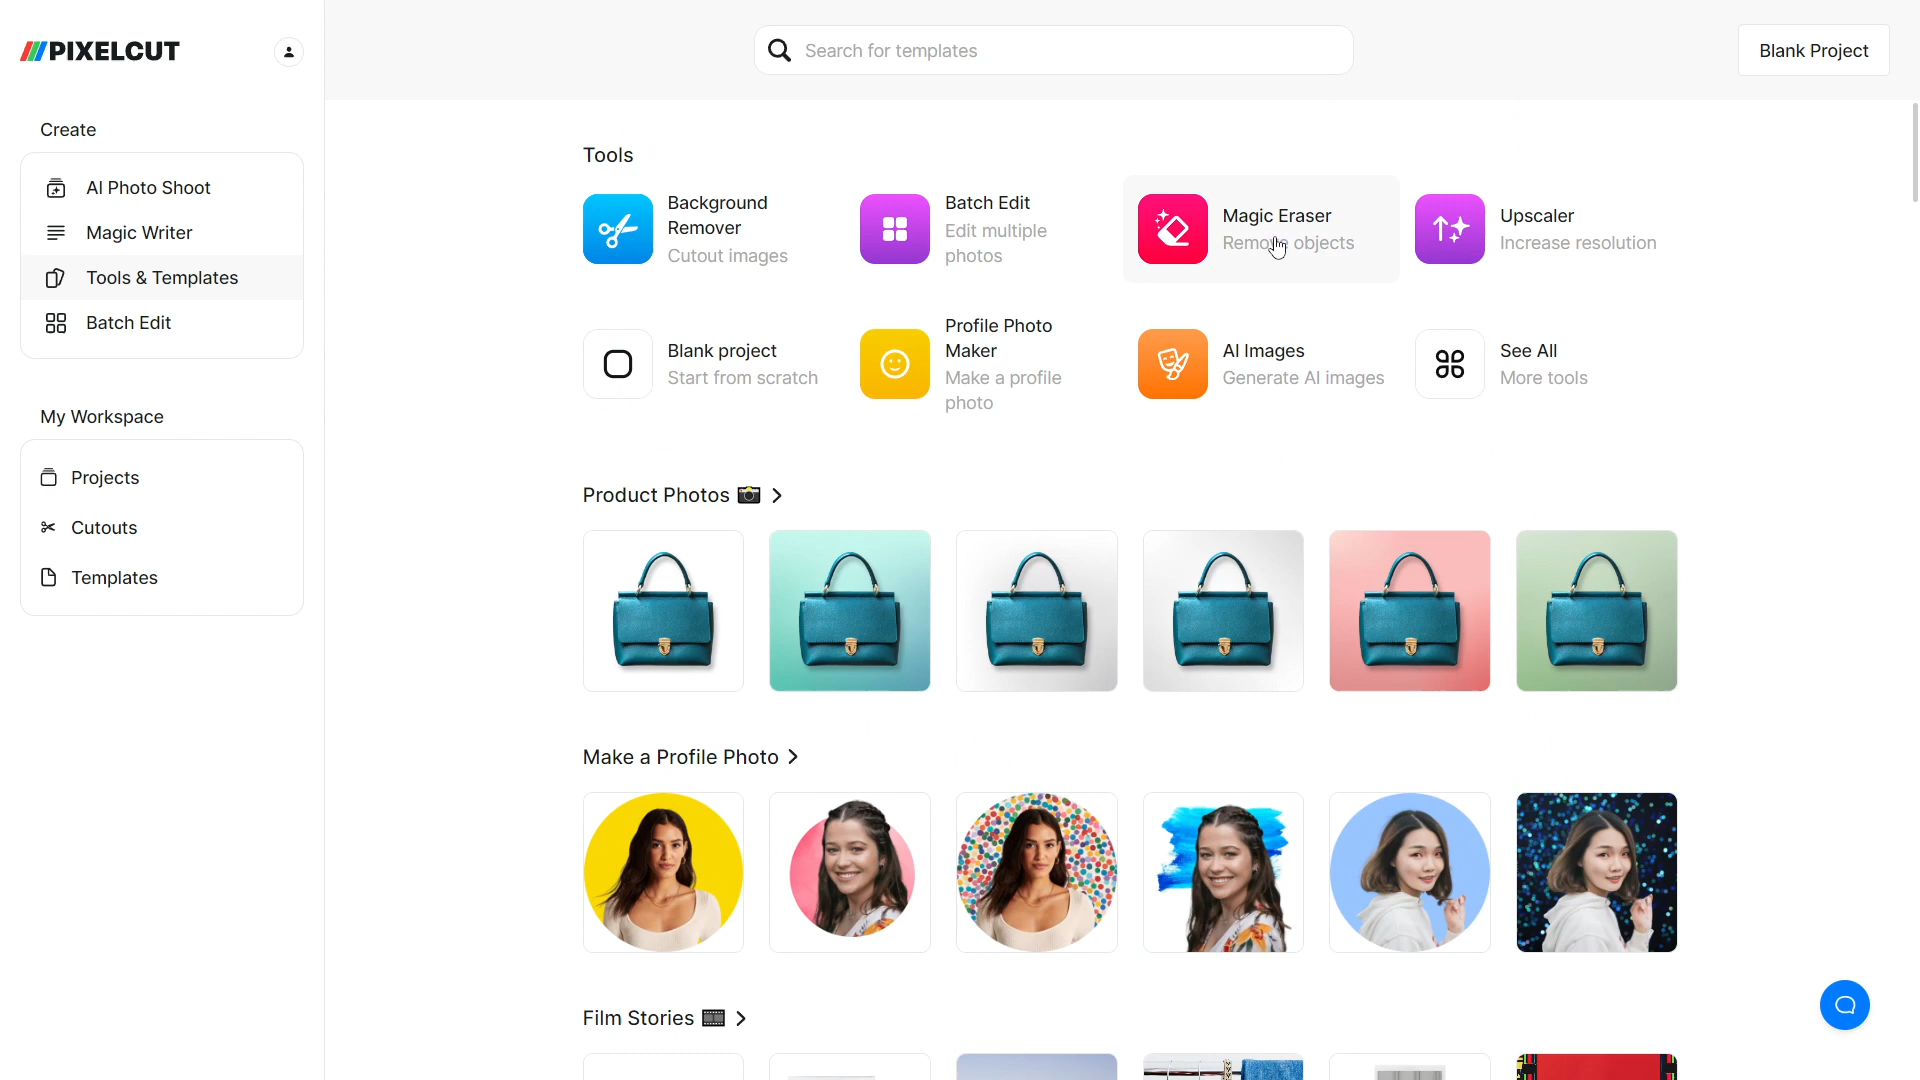 PIXELCUT
Search for templates
Blank Project
Create
AI Photo Shoot
Magic Writer
Tools & Templates
Batch Edit
My Workspace
Projects
Cutouts
Templates
Tools
Background
Remover
Cutout images
Batch Edit
Edit multiple
photos
Magic Eraser
Remove objects
Upscaler
Increase resolution
Blank project
Start from scratch
Profile Photo
Maker
Make a profile
photo
AI Images
Generate AI images
See All
More tools
Product Photos
Make a Profile Photo
Film Stories